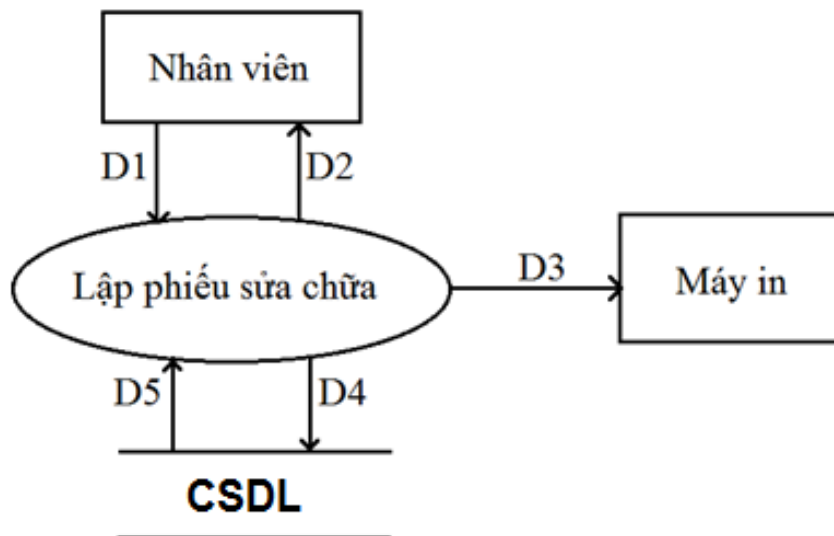 Nhân viên
D1
D2
D3
Lập phiếu sửa chữa
Máy in
D5
D4
CSDL